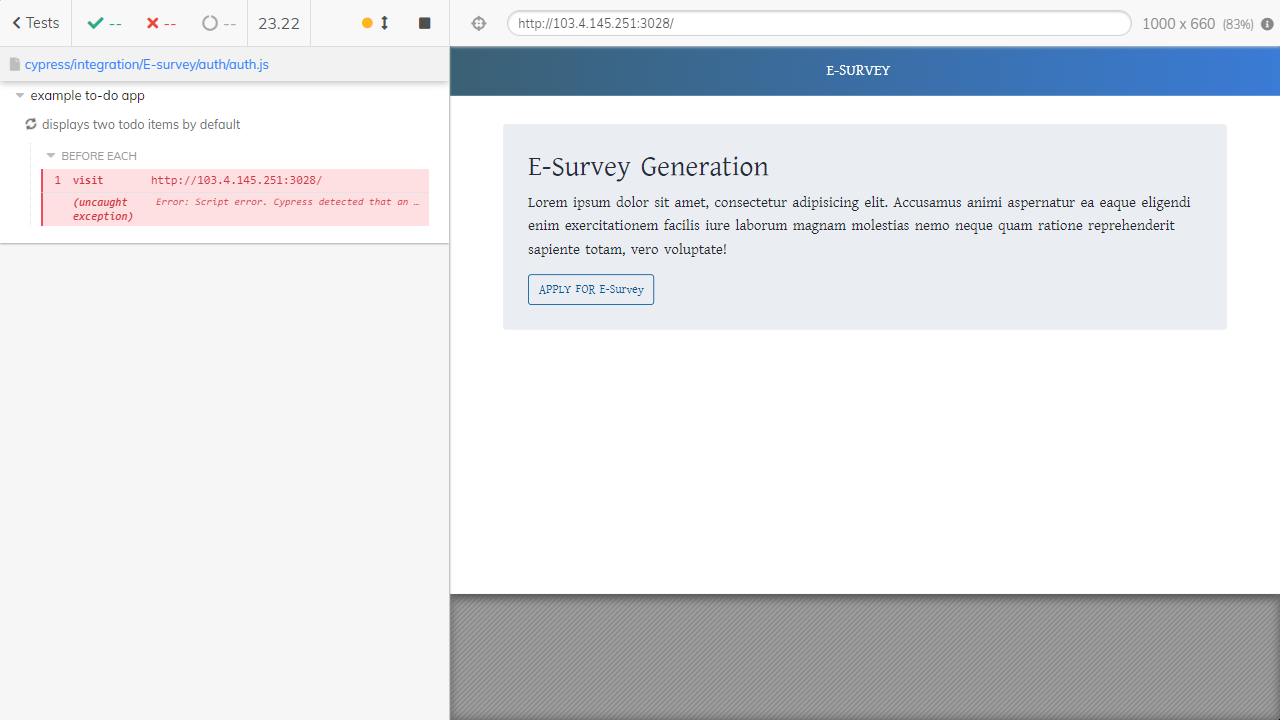 Tests -- -- -- 23.22 http://103.4.145.251:3028/ 1000 x 660 (83%)
cypress/integration/E-survey/auth/auth.js
E-SURVEY
example to-do app
displays two todo items by default
BEFORE EACH
1 visit http://103.4.145.251:3028/
(uncaught exception) Error: Script error. Cypress detected that an …
E-Survey Generation
Lorem ipsum dolor sit amet, consectetur adipisicing elit. Accusamus animi aspernatur ea eaque eligendi
enim exercitationem facilis iure laborum magnam molestias nemo neque quam ratione reprehenderit
sapiente totam, vero voluptate!
APPLY FOR E-Survey